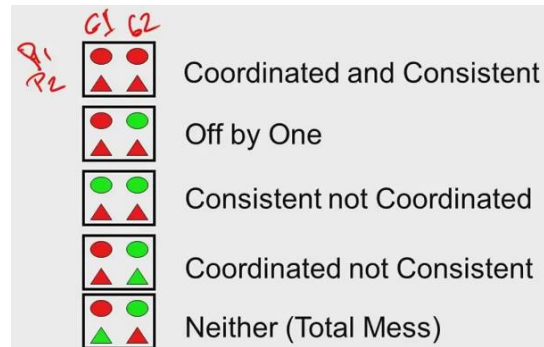 G1 G2
P1
P2
Coordinated and Consistent
Off by One
Consistent not Coordinated
Coordinated not Consistent
Neither (Total Mess)